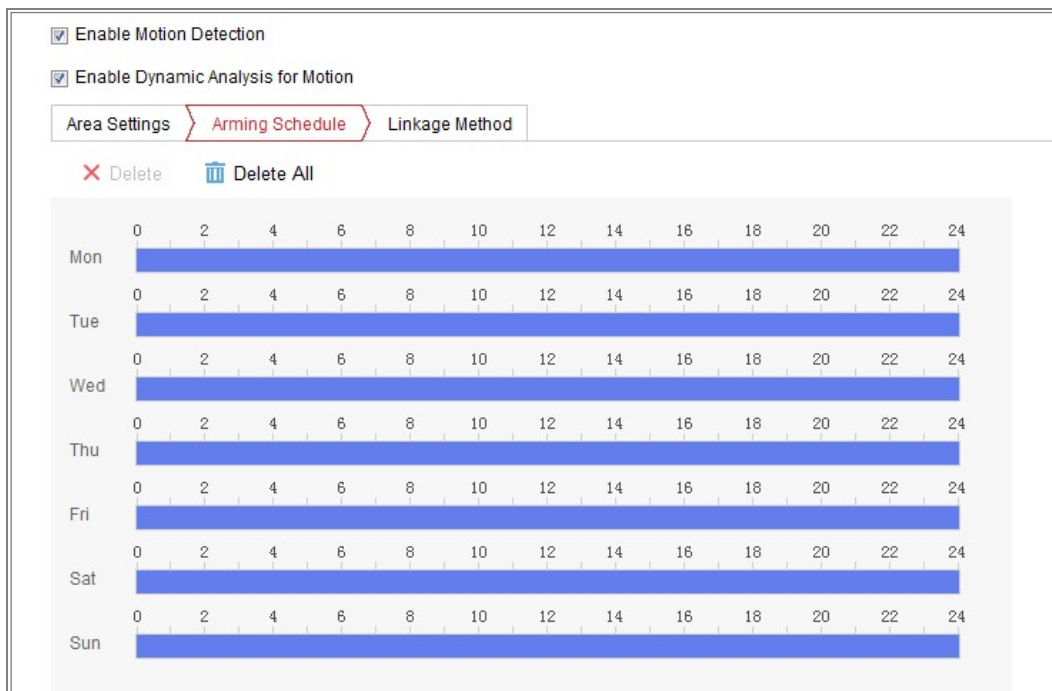 Enable Motion Detection
Enable Dynamic Analysis for Motion
Area Settings Arming Schedule Linkage Method
Delete Delete All
0 2 4 6 8 10 12 14 16 18 20 22 24
Mon
0 2 4 6 8 10 12 14 16 18 20 22 24
Tue
0 2 4 6 8 10 12 14 16 18 20 22 24
Wed
0 2 4 6 8 10 12 14 16 18 20 22 24
Thu
0 2 4 6 8 10 12 14 16 18 20 22 24
Fri
0 2 4 6 8 10 12 14 16 18 20 22 24
Sat
0 2 4 6 8 10 12 14 16 18 20 22 24
Sun